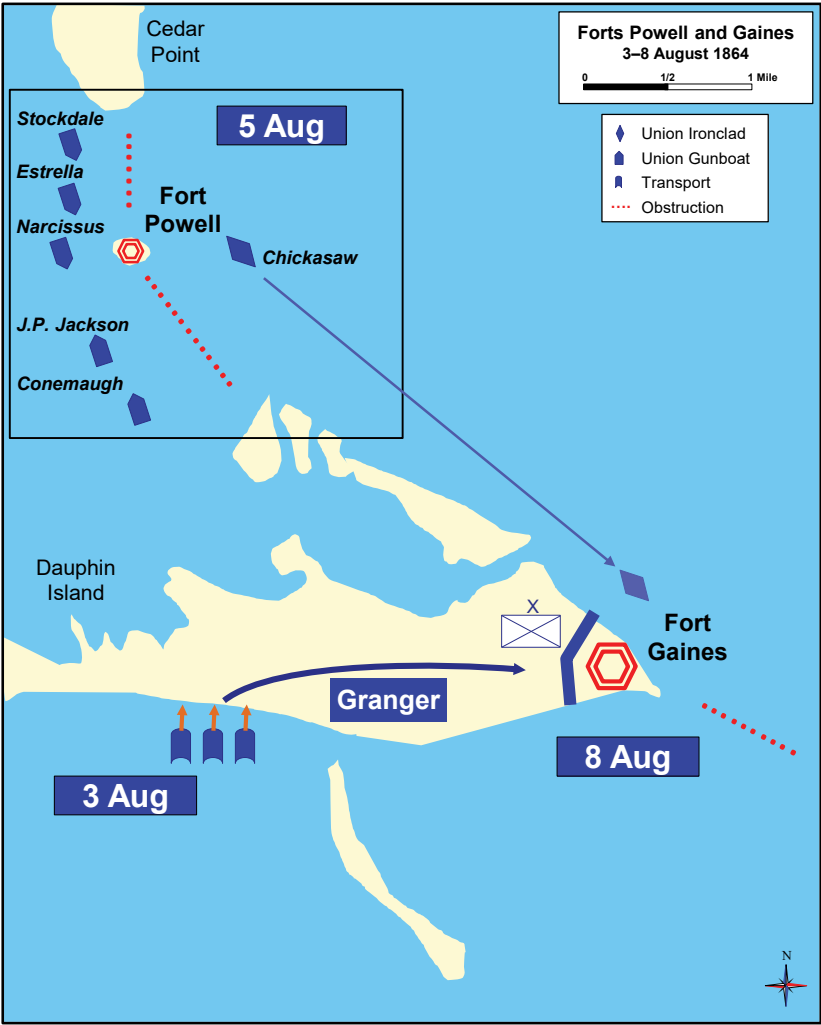 Cedar
Point
Forts Powell and Gaines
3–8 August 1864
0 1/2 1 Mile
Union Ironclad
Union Gunboat
Transport
Obstruction
5 Aug
Stockdale
Estrella
Narcissus
Fort
Powell
Chickasaw
J.P. Jackson
Conemaugh
Dauphin
Island
X
Fort
Gaines
Granger
3 Aug
8 Aug
N